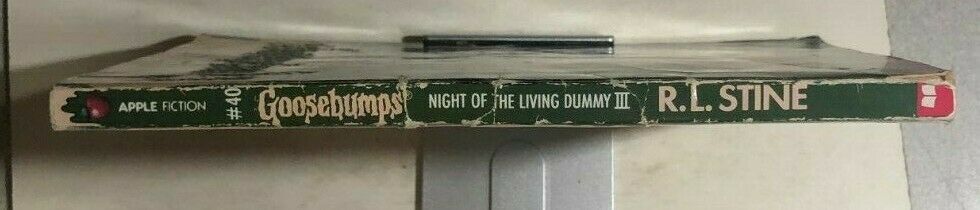 APPLE FICTION #40 Goosebumps® NIGHT OF THE LIVING DUMMY III R.L. STINE